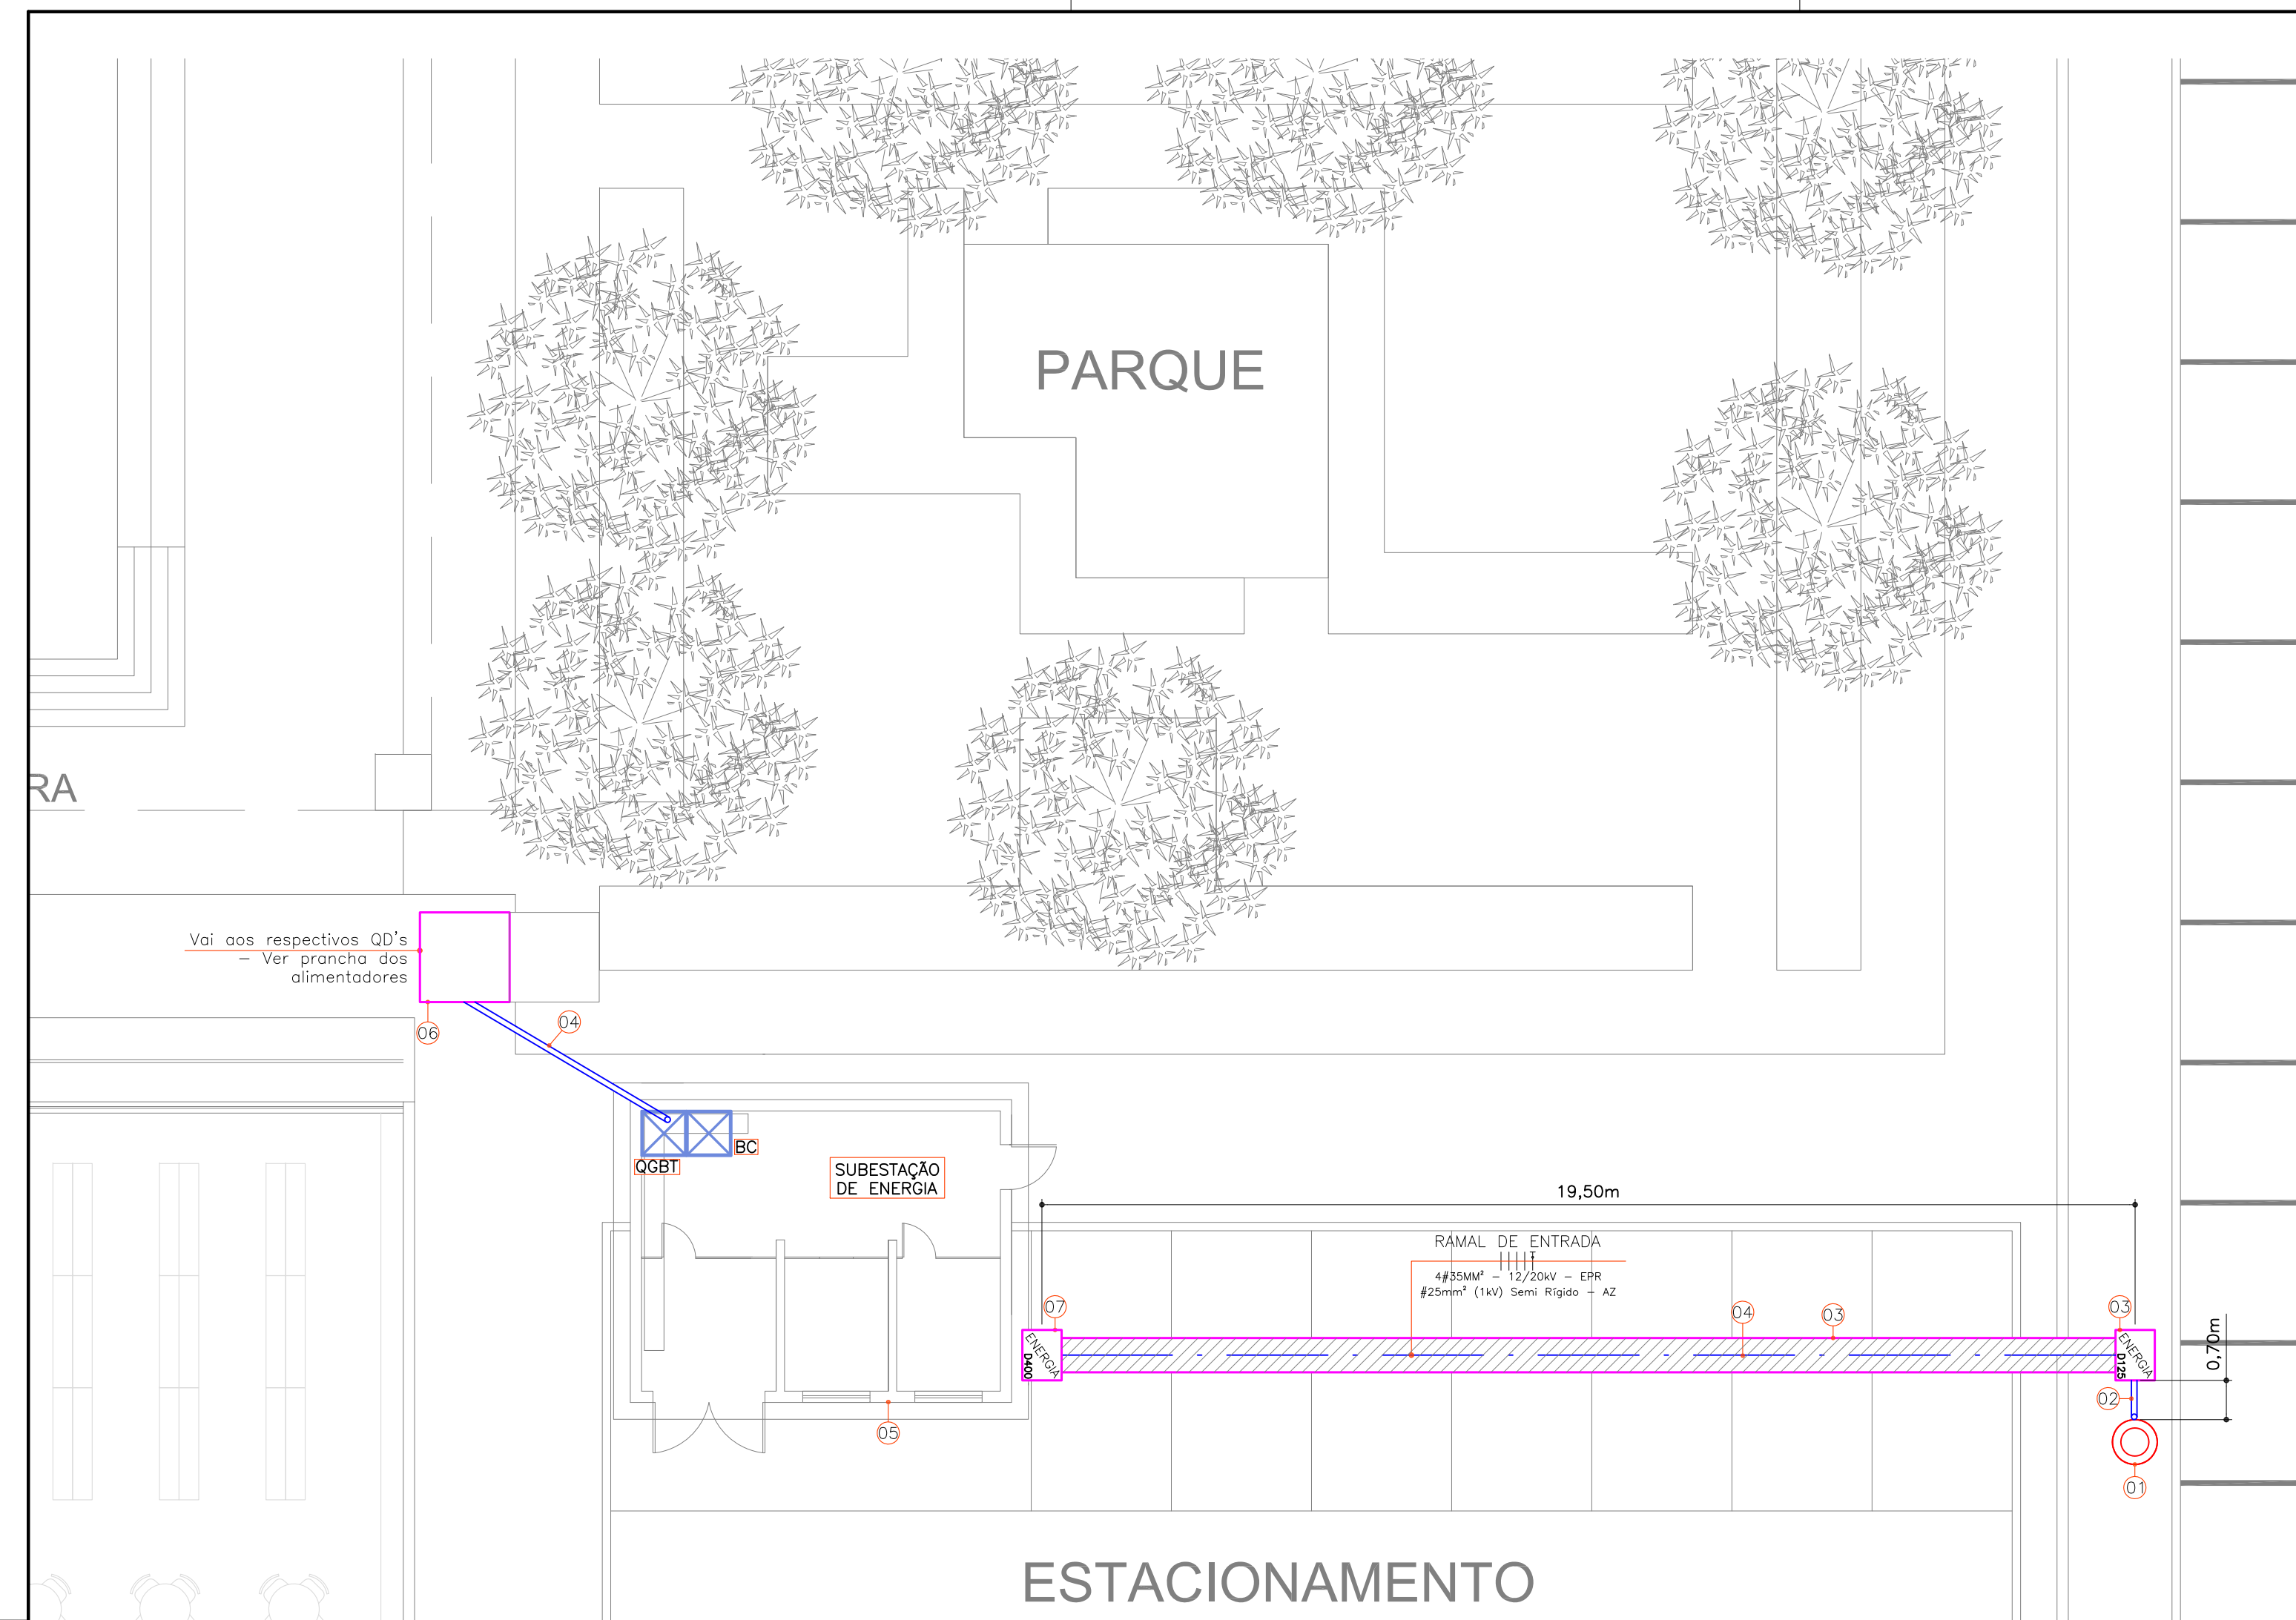 PARQUE
RA
Vai aos respectivos QD's
– Ver prancha dos
alimentadores
06
04
QGBT
BC
SUBESTAÇÃO
DE ENERGIA
19,50m
RAMAL DE ENTRADA
4#35MM² – 12/20kV – EPR
#25mm² (1kV) Semi Rígido – AZ
07
04
03
03
ENERGIA
D400
ENERGIA
D125
0,70m
02
05
01
ESTACIONAMENTO